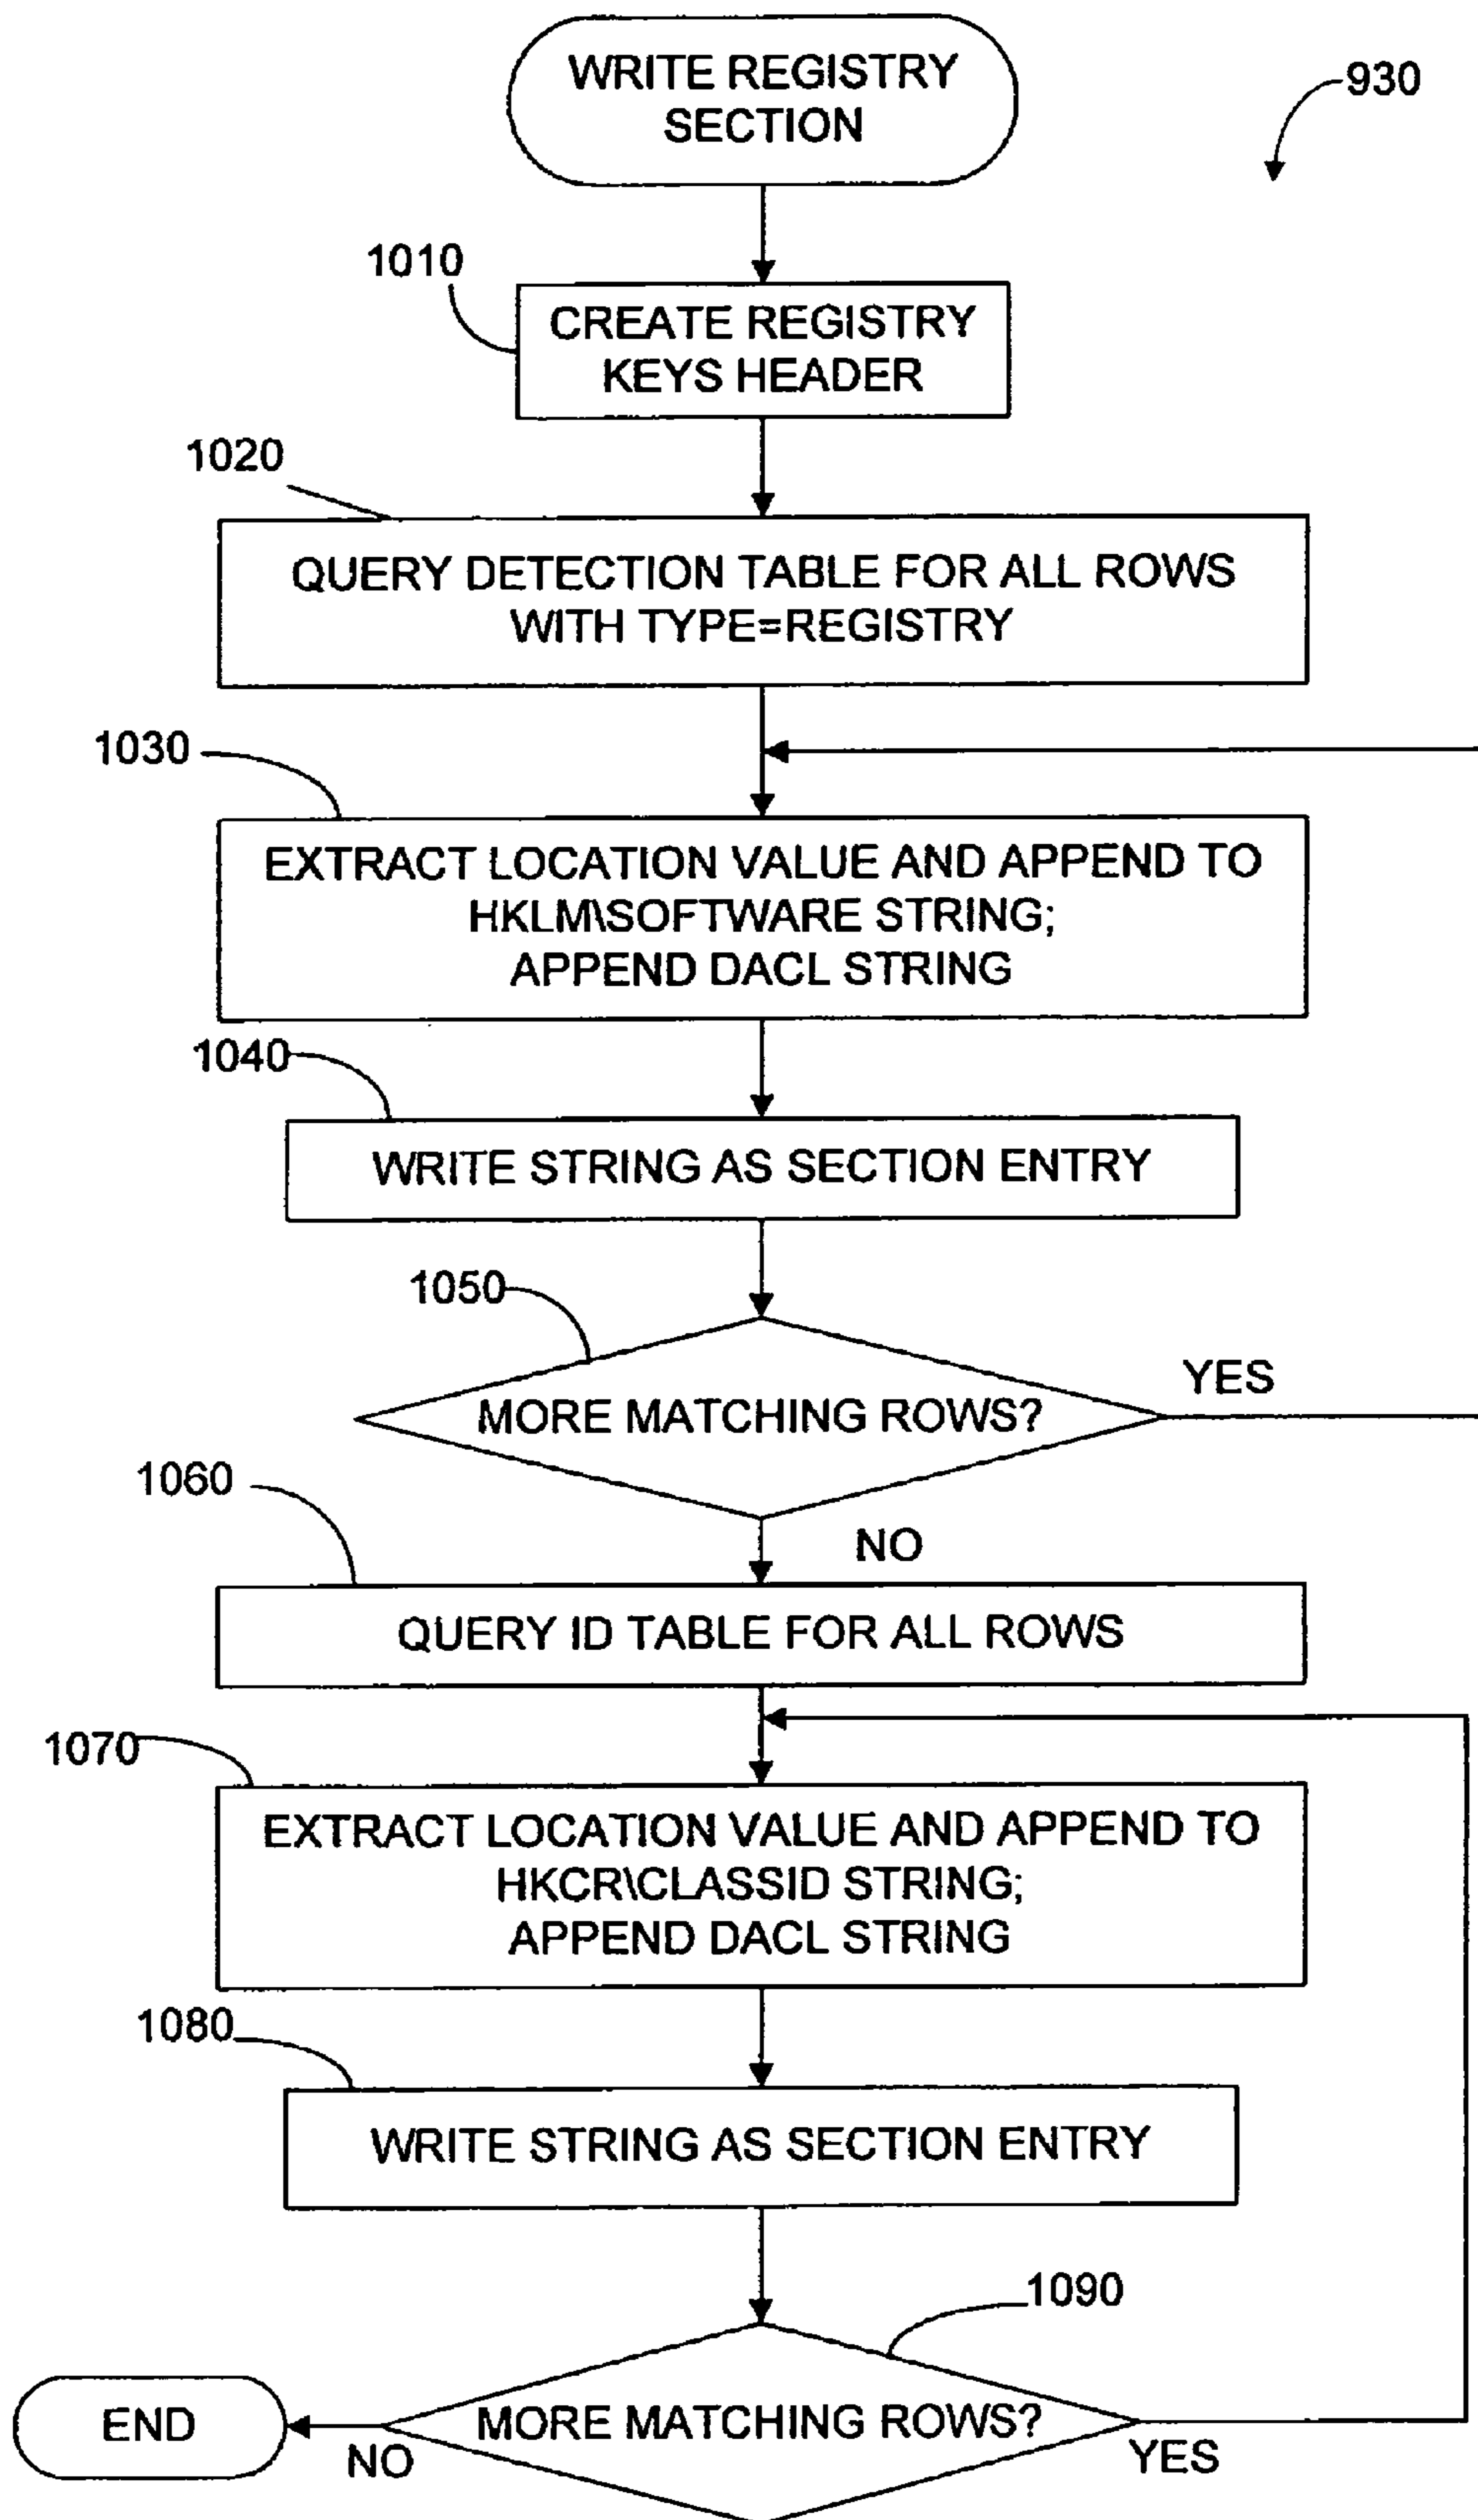 WRITE REGISTRY
SECTION
930
1010
CREATE REGISTRY
KEYS HEADER
1020
QUERY DETECTION TABLE FOR ALL ROWS
WITH TYPE=REGISTRY
1030
EXTRACT LOCATION VALUE AND APPEND TO
HKLM\SOFTWARE STRING;
APPEND DACL STRING
1040
WRITE STRING AS SECTION ENTRY
1050
YES
MORE MATCHING ROWS?
1060
NO
QUERY ID TABLE FOR ALL ROWS
1070
EXTRACT LOCATION VALUE AND APPEND TO
HKCR\CLASSID STRING;
APPEND DACL STRING
1080
WRITE STRING AS SECTION ENTRY
1090
END
MORE MATCHING ROWS?
NO
YES